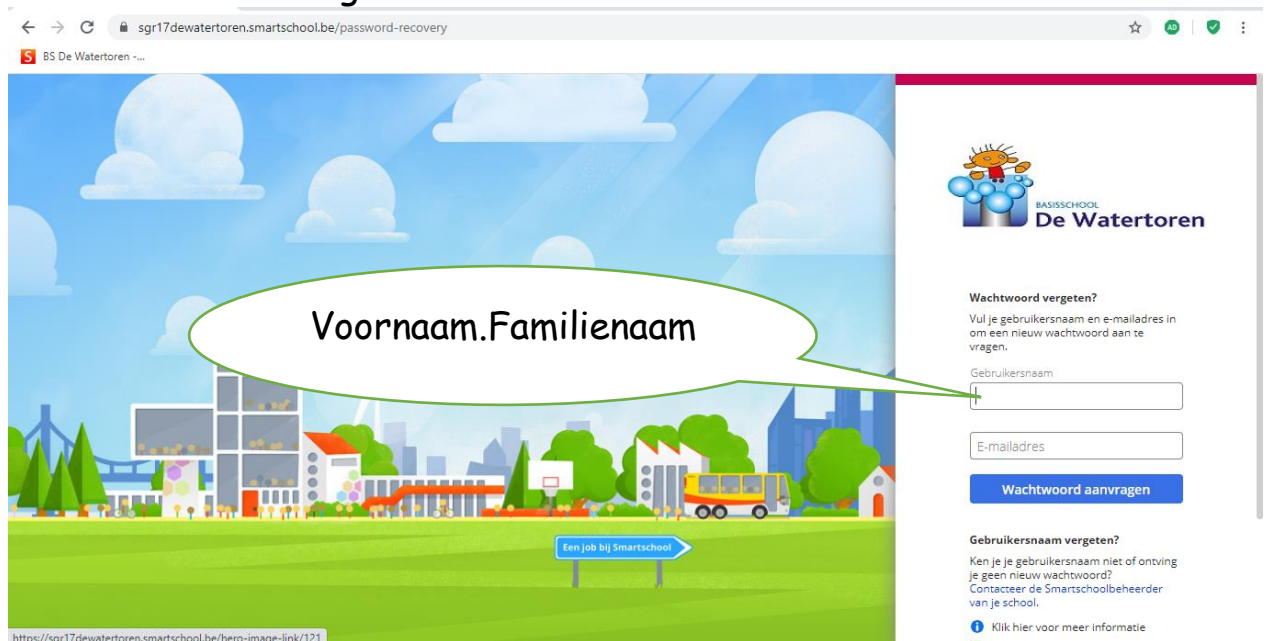 sgr17dewatertoren.smartschool.be/password-recovery
AD
S BS De Watertoren -...
BASISSCHOOL
De Watertoren
Voornaam.Familienaam
Wachtwoord vergeten?
Vul je gebruikersnaam en e-mailadres in
om een nieuw wachtwoord aan te
vragen.
Gebruikersnaam
E-mailadres
Wachtwoord aanvragen
Een job bij Smartschool
Gebruikersnaam vergeten?
Ken je je gebruikersnaam niet of ontving
je geen nieuw wachtwoord?
Contacteer de Smartschoolbeheerder
van je school.
Klik hier voor meer informatie
https://sgr17dewatertoren.smartschool.be/hero-image-link/121